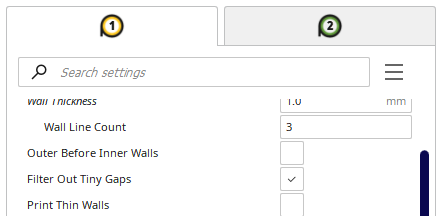 1 2
Search settings
Wall Thickness 1.0 mm
Wall Line Count 3
Outer Before Inner Walls
Filter Out Tiny Gaps
Print Thin Walls